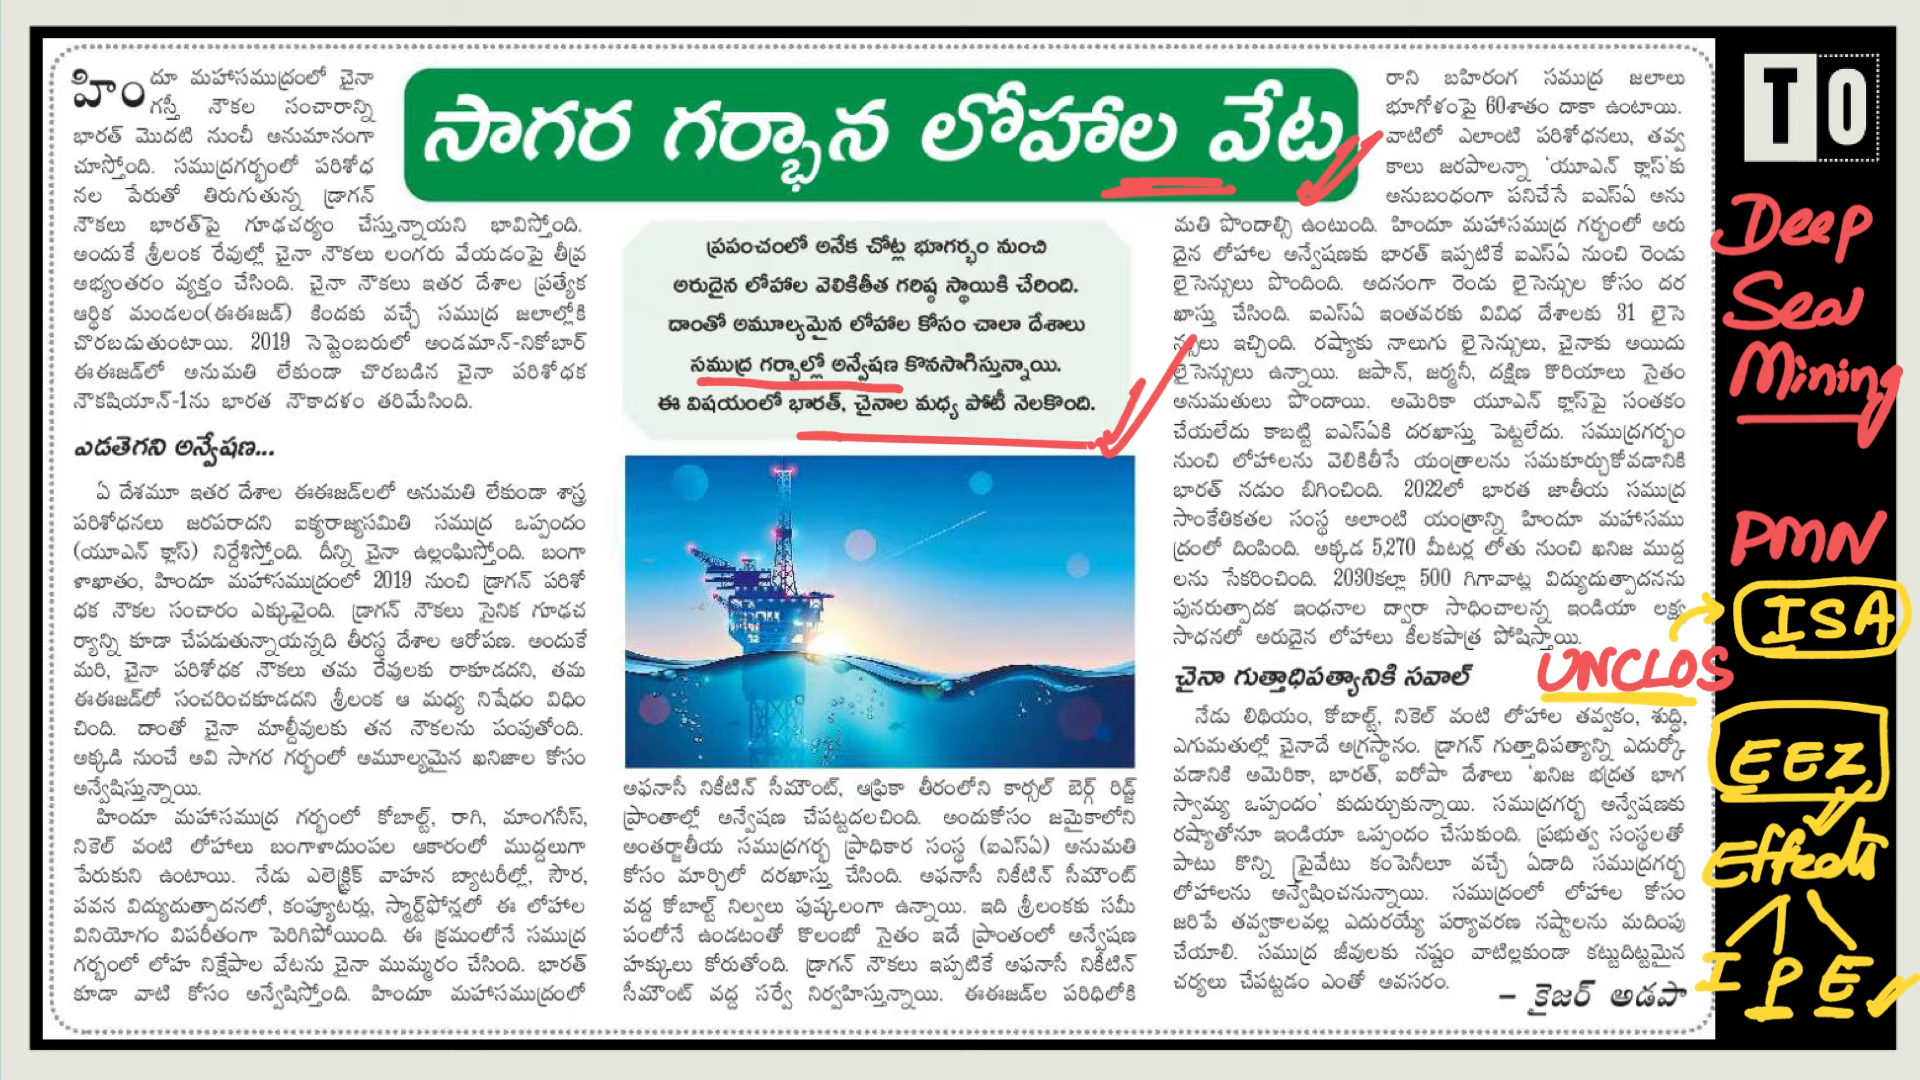 సాగర గర్భాన లోహాల వేట
హిందూ మహాసముద్రంలో చైనా
గస్తీ నౌకల సంచారాన్ని
భారత్ మొదటి నుంచీ అనుమానంగా
చూస్తోంది. సముద్రగర్భంలో పరిశోధ
నల పేరుతో తిరుగుతున్న డ్రాగన్
నౌకలు భారత్‌పై గూఢచర్యం చేస్తున్నాయని భావిస్తోంది.
అందుకే శ్రీలంక రేవుల్లో చైనా నౌకలు లంగరు వేయడంపై తీవ్ర
అభ్యంతరం వ్యక్తం చేసింది. చైనా నౌకలు ఇతర దేశాల ప్రత్యేక
ఆర్థిక మండలం(ఈఈజడ్) కిందకు వచ్చే సముద్ర జలాల్లోకి
చొరబడుతుంటాయి. 2019 సెప్టెంబరులో అండమాన్-నికోబార్
ఈఈజడ్‌లో అనుమతి లేకుండా చొరబడిన చైనా పరిశోధక
నౌకషియాన్-1ను భారత నౌకాదళం తరిమేసింది.
ఎడతెగని అన్వేషణ...
ఏ దేశమూ ఇతర దేశాల ఈఈజడ్‌లలో అనుమతి లేకుండా శాస్త్ర
పరిశోధనలు జరపరాదని ఐక్యరాజ్యసమితి సముద్ర ఒప్పందం
(యూఎన్ క్లాస్) నిర్దేశిస్తోంది. దీన్ని చైనా ఉల్లంఘిస్తోంది. బంగా
ళాఖాతం, హిందూ మహాసముద్రంలో 2019 నుంచి డ్రాగన్ పరిశో
ధక నౌకల సంచారం ఎక్కువైంది. డ్రాగన్ నౌకలు సైనిక గూఢచ
ర్యాన్ని కూడా చేపడుతున్నాయన్నది తీరస్థ దేశాల ఆరోపణ. అందుకే
మరి, చైనా పరిశోధక నౌకలు తమ రేవులకు రాకూడదని, తమ
ఈఈజడ్‌లో సంచరించకూడదని శ్రీలంక ఆ మధ్య నిషేధం విధిం
చింది. దాంతో చైనా మాల్దీవులకు తన నౌకలను పంపుతోంది.
అక్కడి నుంచే అవి సాగర గర్భంలో అమూల్యమైన ఖనిజాల కోసం
అన్వేషిస్తున్నాయి.
హిందూ మహాసముద్ర గర్భంలో కోబాల్ట్, రాగి, మాంగనీస్,
నికెల్ వంటి లోహాలు బంగాళాదుంపల ఆకారంలో ముద్దలుగా
పేరుకుని ఉంటాయి. నేడు ఎలెక్ట్రిక్ వాహన బ్యాటరీల్లో, సౌర,
పవన విద్యుదుత్పాదనలో, కంప్యూటర్లు, స్మార్ట్‌ఫోన్లలో ఈ లోహాల
వినియోగం విపరీతంగా పెరిగిపోయింది. ఈ క్రమంలోనే సముద్ర
గర్భంలో లోహ నిక్షేపాల వేటను చైనా ముమ్మరం చేసింది. భారత్
కూడా వాటి కోసం అన్వేషిస్తోంది. హిందూ మహాసముద్రంలో
ప్రపంచంలో అనేక చోట్ల భూగర్భం నుంచి
అరుదైన లోహాల వెలికితీత గరిష్ఠ స్థాయికి చేరింది.
దాంతో అమూల్యమైన లోహాల కోసం చాలా దేశాలు
సముద్ర గర్భాల్లో అన్వేషణ కొనసాగిస్తున్నాయి.
ఈ విషయంలో భారత్, చైనాల మధ్య పోటీ నెలకొంది.
అఫనాసీ నికీటిన్ సీమౌంట్, ఆఫ్రికా తీరంలోని కార్సల్ బెర్గ్ రిడ్జ్
ప్రాంతాల్లో అన్వేషణ చేపట్టదలచింది. అందుకోసం జమైకాలోని
అంతర్జాతీయ సముద్రగర్భ ప్రాధికార సంస్థ (ఐఎస్ఏ) అనుమతి
కోసం మార్చిలో దరఖాస్తు చేసింది. అఫనాసీ నికీటిన్ సీమౌంట్
వద్ద కోబాల్ట్ నిల్వలు పుష్కలంగా ఉన్నాయి. ఇది శ్రీలంకకు సమీ
పంలోనే ఉండటంతో కొలంబో సైతం ఇదే ప్రాంతంలో అన్వేషణ
హక్కులు కోరుతోంది. డ్రాగన్ నౌకలు ఇప్పటికే అఫనాసీ నికీటిన్
సీమౌంట్ వద్ద సర్వే నిర్వహిస్తున్నాయి. ఈఈజడ్‌ల పరిధిలోకి
రాని బహిరంగ సముద్ర జలాలు
భూగోళంపై 60శాతం దాకా ఉంటాయి.
వాటిలో ఎలాంటి పరిశోధనలు, తవ్వ
కాలు జరపాలన్నా 'యూఎన్ క్లాస్'కు
అనుబంధంగా పనిచేసే ఐఎస్ఏ అను
మతి పొందాల్సి ఉంటుంది. హిందూ మహాసముద్ర గర్భంలో అరు
దైన లోహాల అన్వేషణకు భారత్ ఇప్పటికే ఐఎస్ఏ నుంచి రెండు
లైసెన్సులు పొందింది. అదనంగా రెండు లైసెన్సుల కోసం దర
ఖాస్తు చేసింది. ఐఎస్ఏ ఇంతవరకు వివిధ దేశాలకు 31 లైసె
న్సులు ఇచ్చింది. రష్యాకు నాలుగు లైసెన్సులు, చైనాకు అయిదు
లైసెన్సులు ఉన్నాయి. జపాన్, జర్మనీ, దక్షిణ కొరియాలు సైతం
అనుమతులు పొందాయి. అమెరికా యూఎన్ క్లాస్‌పై సంతకం
చేయలేదు కాబట్టి ఐఎస్ఏకి దరఖాస్తు పెట్టలేదు. సముద్రగర్భం
నుంచి లోహాలను వెలికితీసే యంత్రాలను సమకూర్చుకోవడానికి
భారత్ నడుం బిగించింది. 2022లో భారత జాతీయ సముద్ర
సాంకేతికతల సంస్థ అలాంటి యంత్రాన్ని హిందూ మహాసము
ద్రంలో దింపింది. అక్కడ 5,270 మీటర్ల లోతు నుంచి ఖనిజ ముద్ద
లను సేకరించింది. 2030కల్లా 500 గిగావాట్ల విద్యుదుత్పాదనను
పునరుత్పాదక ఇంధనాల ద్వారా సాధించాలన్న ఇండియా లక్ష్య
సాధనలో అరుదైన లోహాలు కీలకపాత్ర పోషిస్తాయి.
చైనా గుత్తాధిపత్యానికి సవాల్
నేడు లిథియం, కోబాల్ట్, నికెల్ వంటి లోహాల తవ్వకం, శుద్ధి,
ఎగుమతుల్లో చైనాదే అగ్రస్థానం. డ్రాగన్ గుత్తాధిపత్యాన్ని ఎదుర్కో
వడానికి అమెరికా, భారత్, ఐరోపా దేశాలు 'ఖనిజ భద్రత భాగ
స్వామ్య ఒప్పందం' కుదుర్చుకున్నాయి. సముద్రగర్భ అన్వేషణకు
రష్యాతోనూ ఇండియా ఒప్పందం చేసుకుంది. ప్రభుత్వ సంస్థలతో
పాటు కొన్ని ప్రైవేటు కంపెనీలూ వచ్చే ఏడాది సముద్రగర్భ
లోహాలను అన్వేషించనున్నాయి. సముద్రంలో లోహాల కోసం
జరిపే తవ్వకాలవల్ల ఎదురయ్యే పర్యావరణ నష్టాలను మదింపు
చేయాలి. సముద్ర జీవులకు నష్టం వాటిల్లకుండా కట్టుదిట్టమైన
చర్యలు చేపట్టడం ఎంతో అవసరం.
– కైజర్ అడపా
TO
Deep
Sea
Mining
PMN
ISA
UNCLOS
EEZ
Effects
I P E